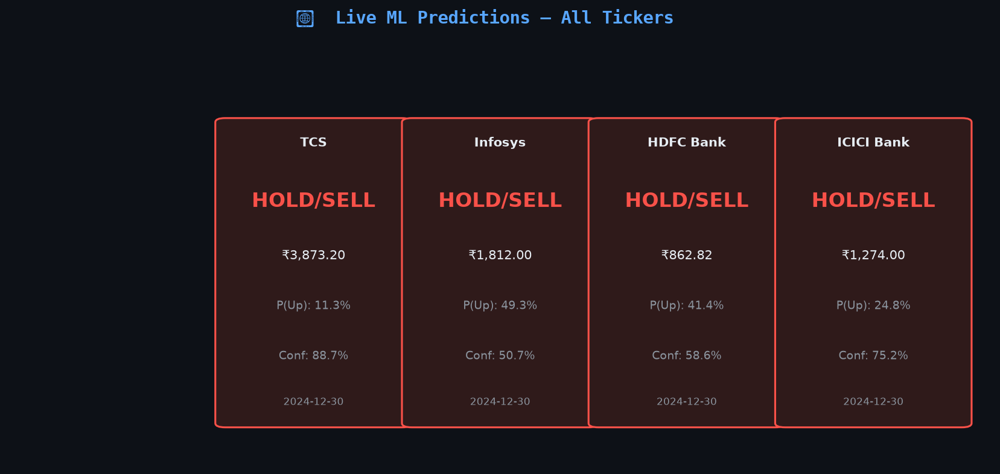 Live ML Predictions — All Tickers
TCS
HOLD/SELL
₹3,873.20
P(Up): 11.3%
Conf: 88.7%
2024-12-30
Infosys
HOLD/SELL
₹1,812.00
P(Up): 49.3%
Conf: 50.7%
2024-12-30
HDFC Bank
HOLD/SELL
₹862.82
P(Up): 41.4%
Conf: 58.6%
2024-12-30
ICICI Bank
HOLD/SELL
₹1,274.00
P(Up): 24.8%
Conf: 75.2%
2024-12-30